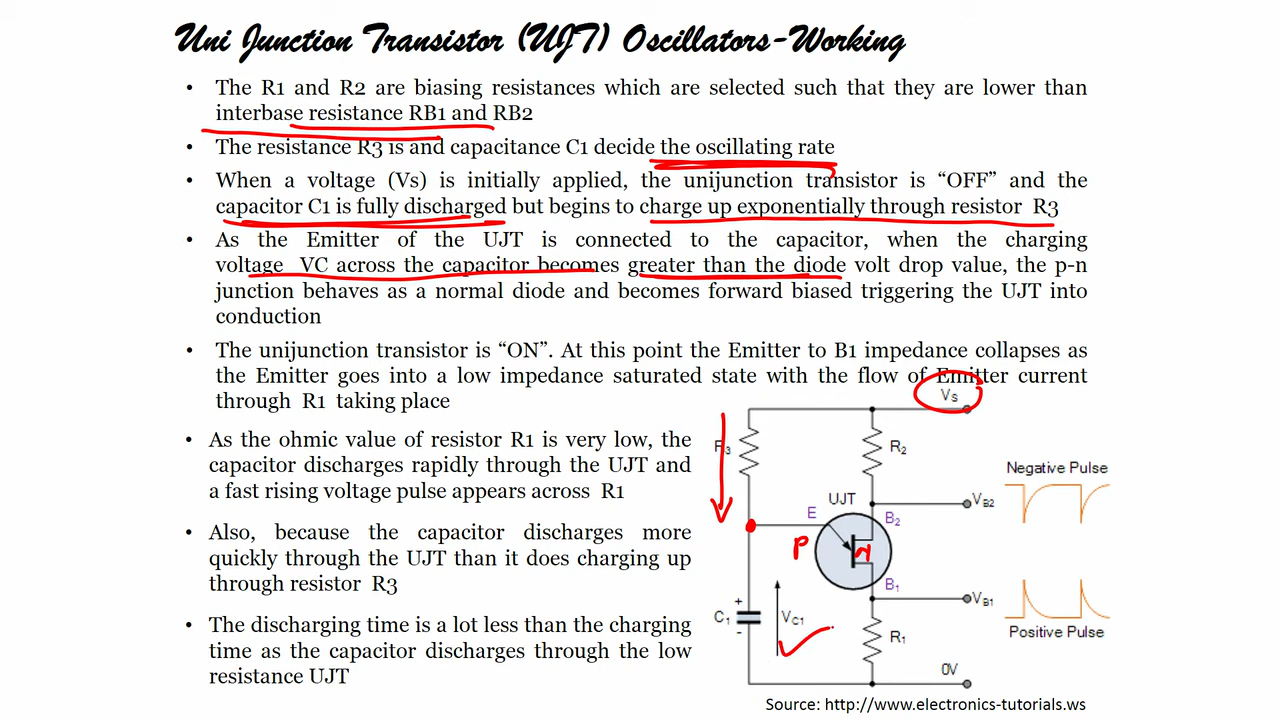 Uni Junction Transistor (UJT) Oscillators-Working
• The R1 and R2 are biasing resistances which are selected such that they are lower than
interbase resistance RB1 and RB2
• The resistance R3 is and capacitance C1 decide the oscillating rate
• When a voltage (Vs) is initially applied, the unijunction transistor is “OFF” and the
capacitor C1 is fully discharged but begins to charge up exponentially through resistor R3
• As the Emitter of the UJT is connected to the capacitor, when the charging
voltage VC across the capacitor becomes greater than the diode volt drop value, the p-n
junction behaves as a normal diode and becomes forward biased triggering the UJT into
conduction
• The unijunction transistor is “ON”. At this point the Emitter to B1 impedance collapses as
the Emitter goes into a low impedance saturated state with the flow of Emitter current
through R1 taking place
• As the ohmic value of resistor R1 is very low, the
capacitor discharges rapidly through the UJT and
a fast rising voltage pulse appears across R1
• Also, because the capacitor discharges more
quickly through the UJT than it does charging up
through resistor R3
• The discharging time is a lot less than the charging
time as the capacitor discharges through the low
resistance UJT
Vs
R3
R2
Negative Pulse
UJT
VB2
E
B2
P
N
B1
VB1
+
C1
-
VC1
R1
Positive Pulse
0V
Source: http://www.electronics-tutorials.ws